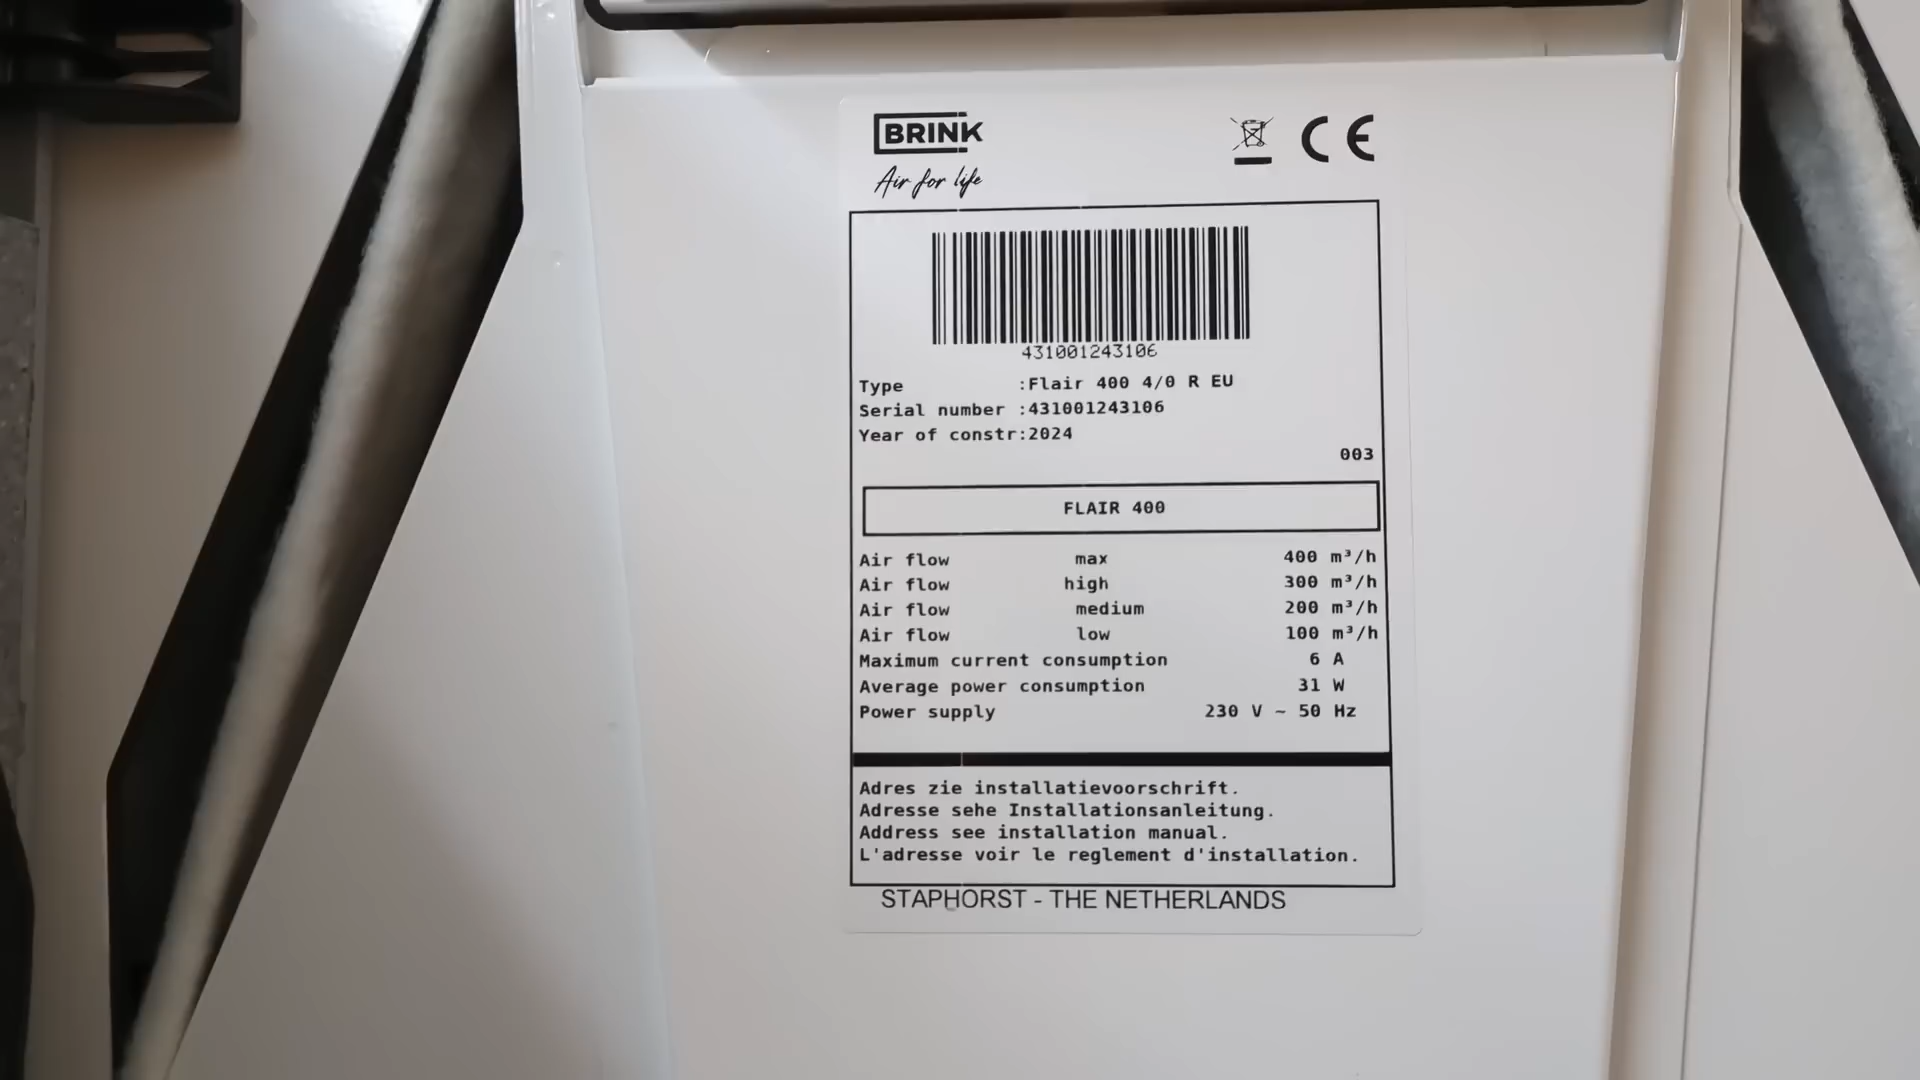 BRINK
Air for life
CE
431001243106
Type :Flair 400 4/0 R EU
Serial number :431001243106
Year of constr:2024
003
FLAIR 400
Air flow max 400 m³/h
Air flow high 300 m³/h
Air flow medium 200 m³/h
Air flow low 100 m³/h
Maximum current consumption 6 A
Average power consumption 31 W
Power supply 230 V ~ 50 Hz
Adres zie installatievoorschrift.
Adresse sehe Installationsanleitung.
Address see installation manual.
L'adresse voir le reglement d'installation.
STAPHORST - THE NETHERLANDS